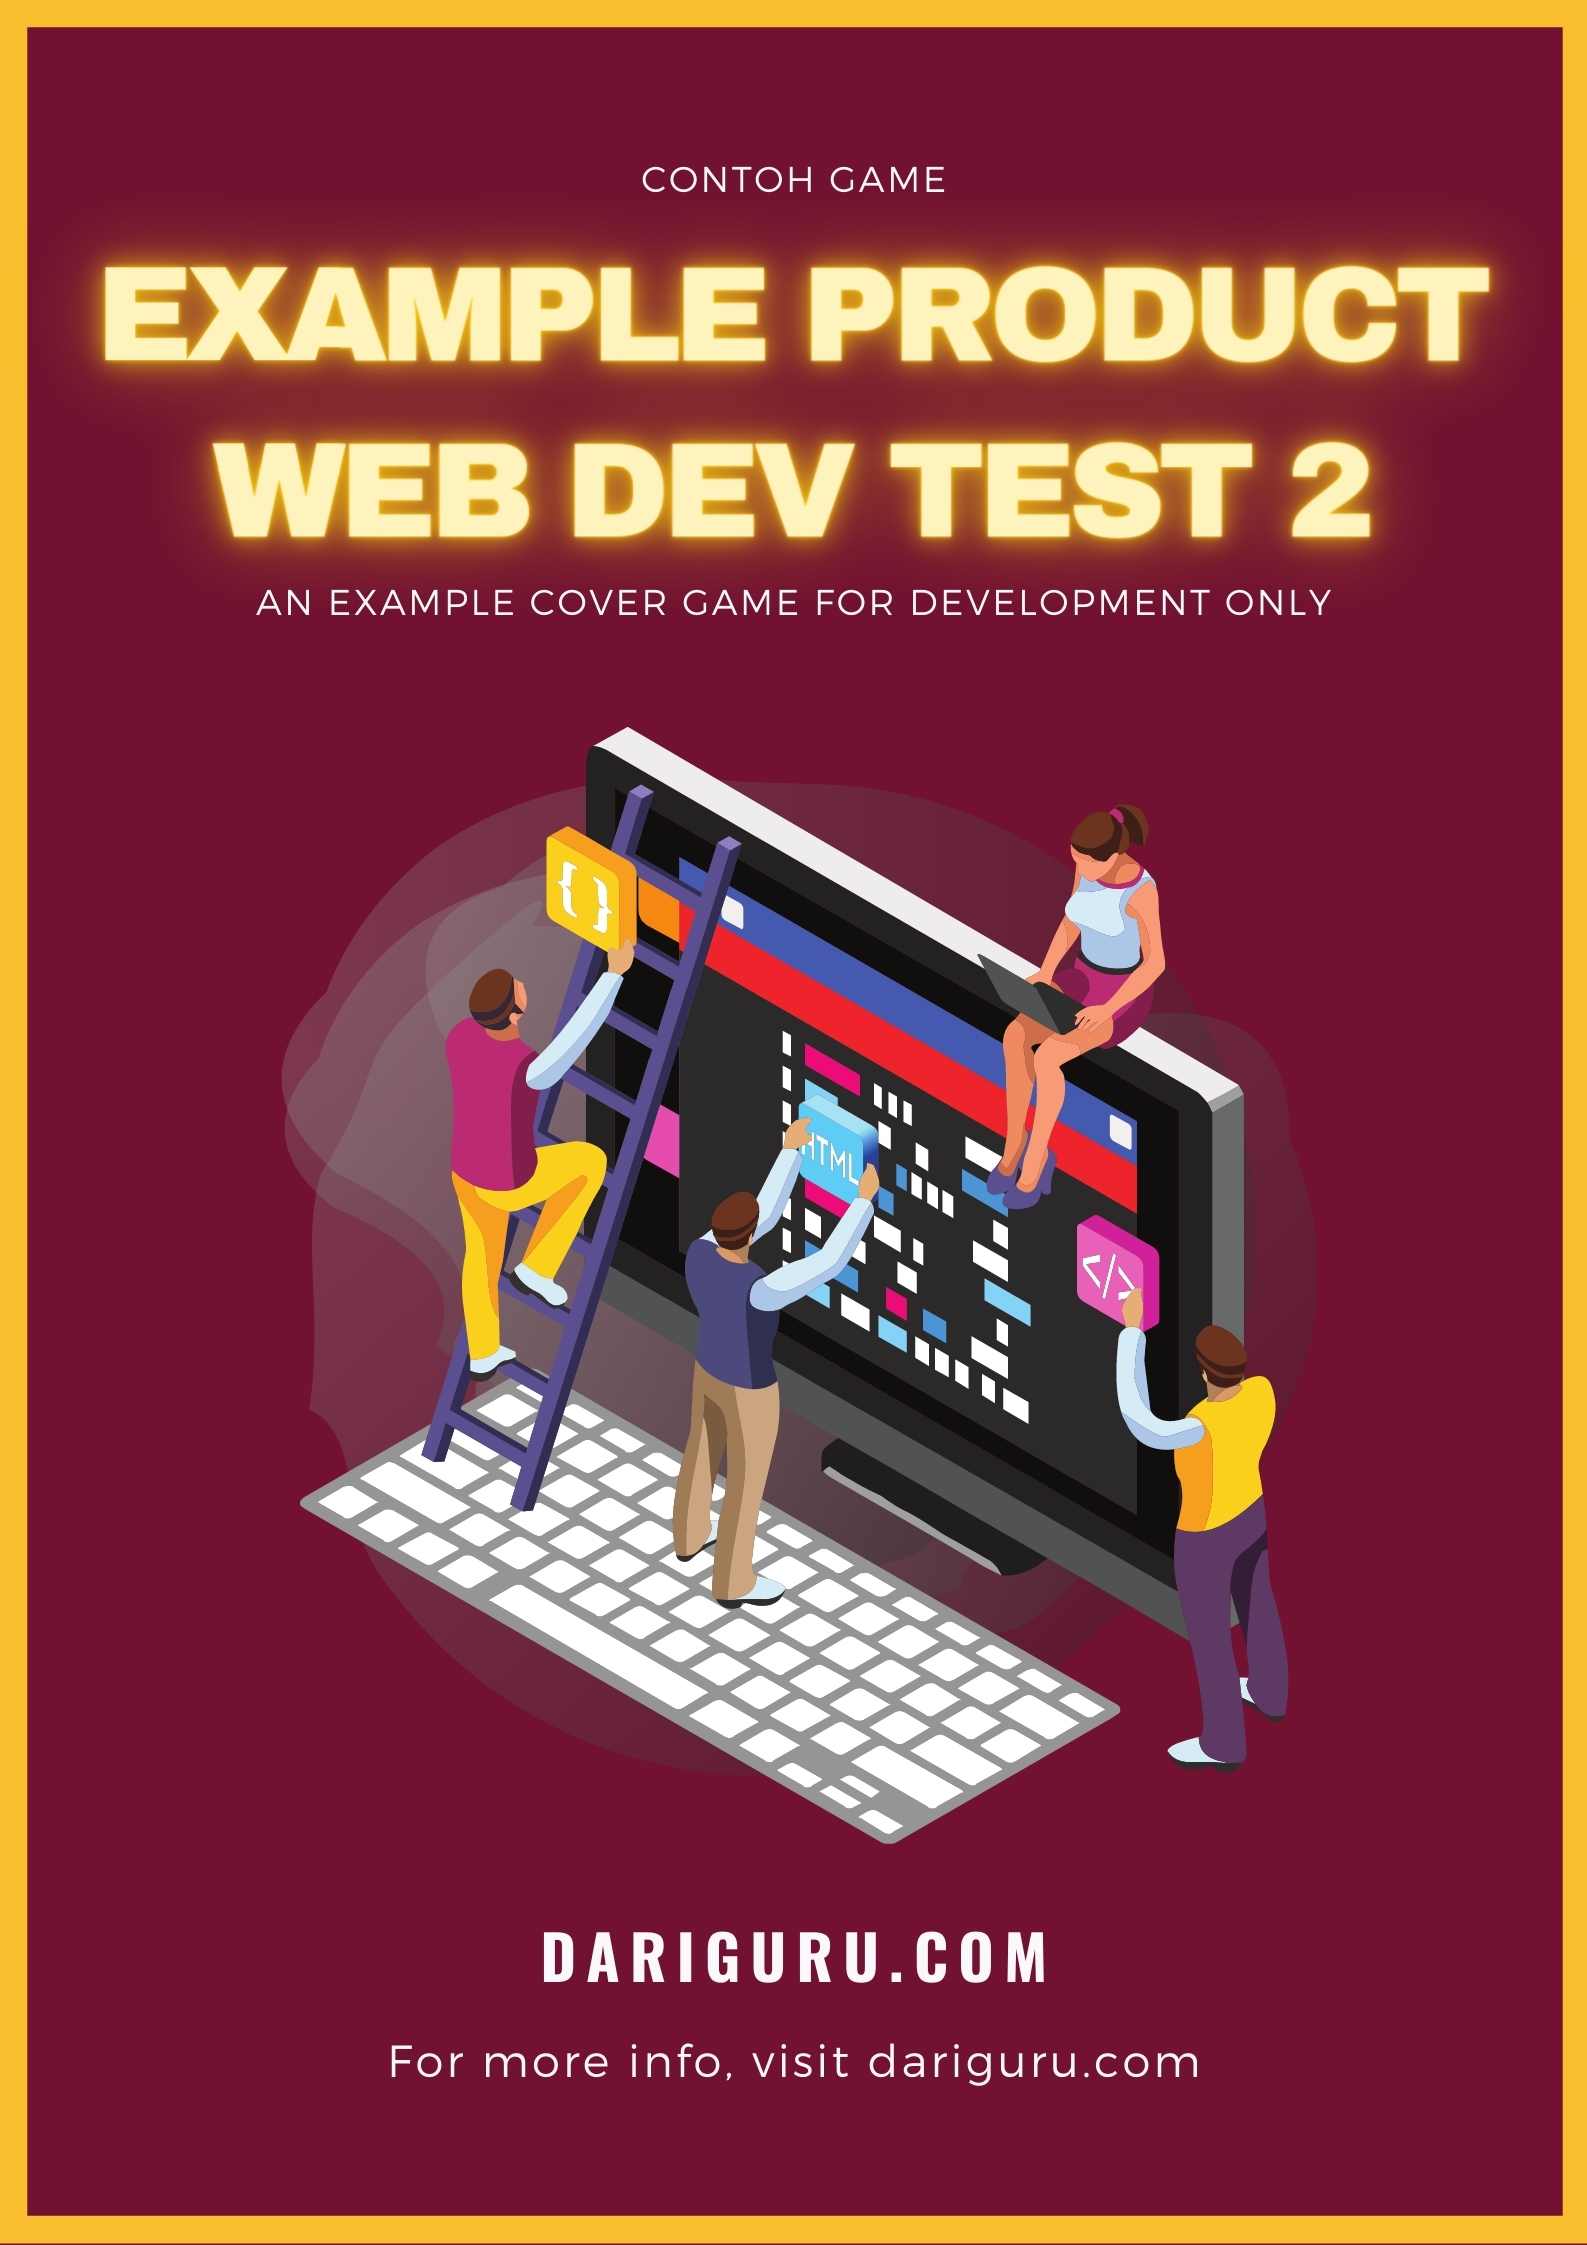 CONTOH GAME
EXAMPLE PRODUCT
WEB DEV TEST 2
AN EXAMPLE COVER GAME FOR DEVELOPMENT ONLY
{ }
HTML
</>
DARIGURU.COM
For more info, visit dariguru.com